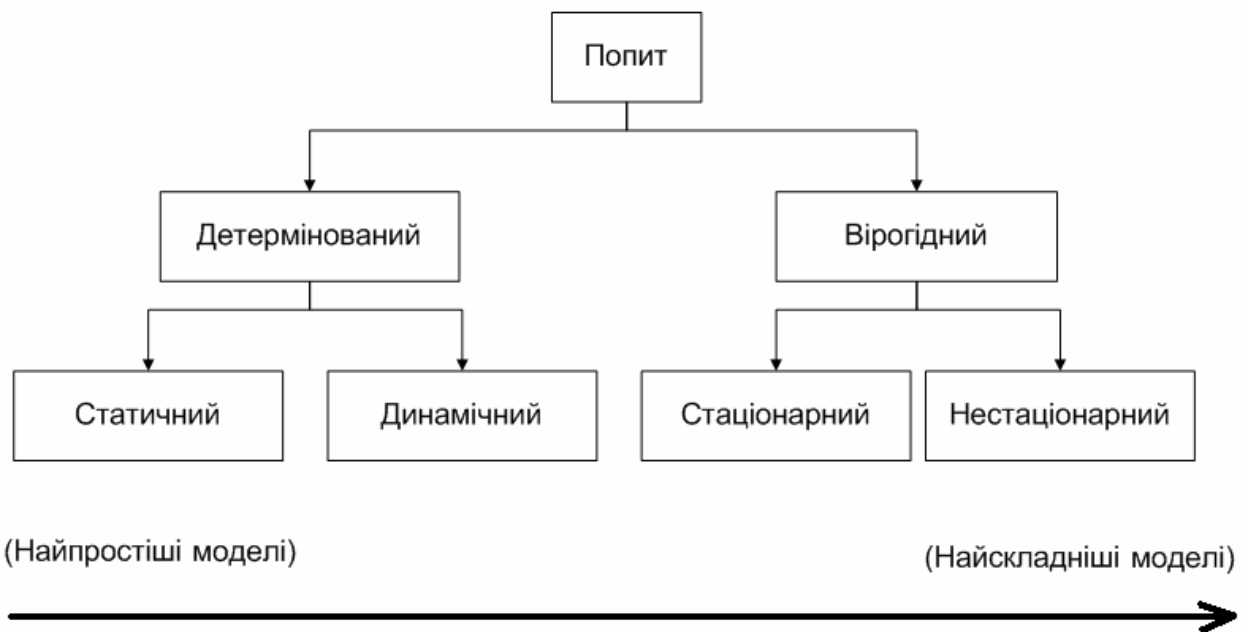 Попит
Детермінований
Вірогідний
Статичний
Динамічний
Стаціонарний
Нестаціонарний
(Найпростіші моделі)
(Найскладніші моделі)